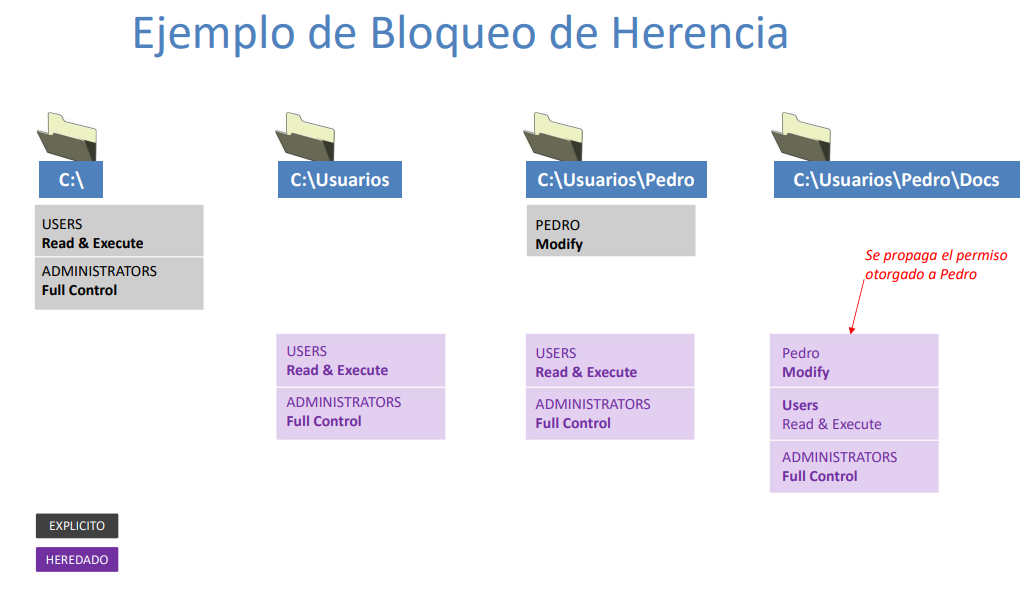 Ejemplo de Bloqueo de Herencia
C:\
C:\Usuarios
C:\Usuarios\Pedro
C:\Usuarios\Pedro\Docs
USERS
Read & Execute
ADMINISTRATORS
Full Control
PEDRO
Modify
Se propaga el permiso
otorgado a Pedro
USERS
Read & Execute
ADMINISTRATORS
Full Control
USERS
Read & Execute
ADMINISTRATORS
Full Control
Pedro
Modify
Users
Read & Execute
ADMINISTRATORS
Full Control
EXPLICITO
HEREDADO